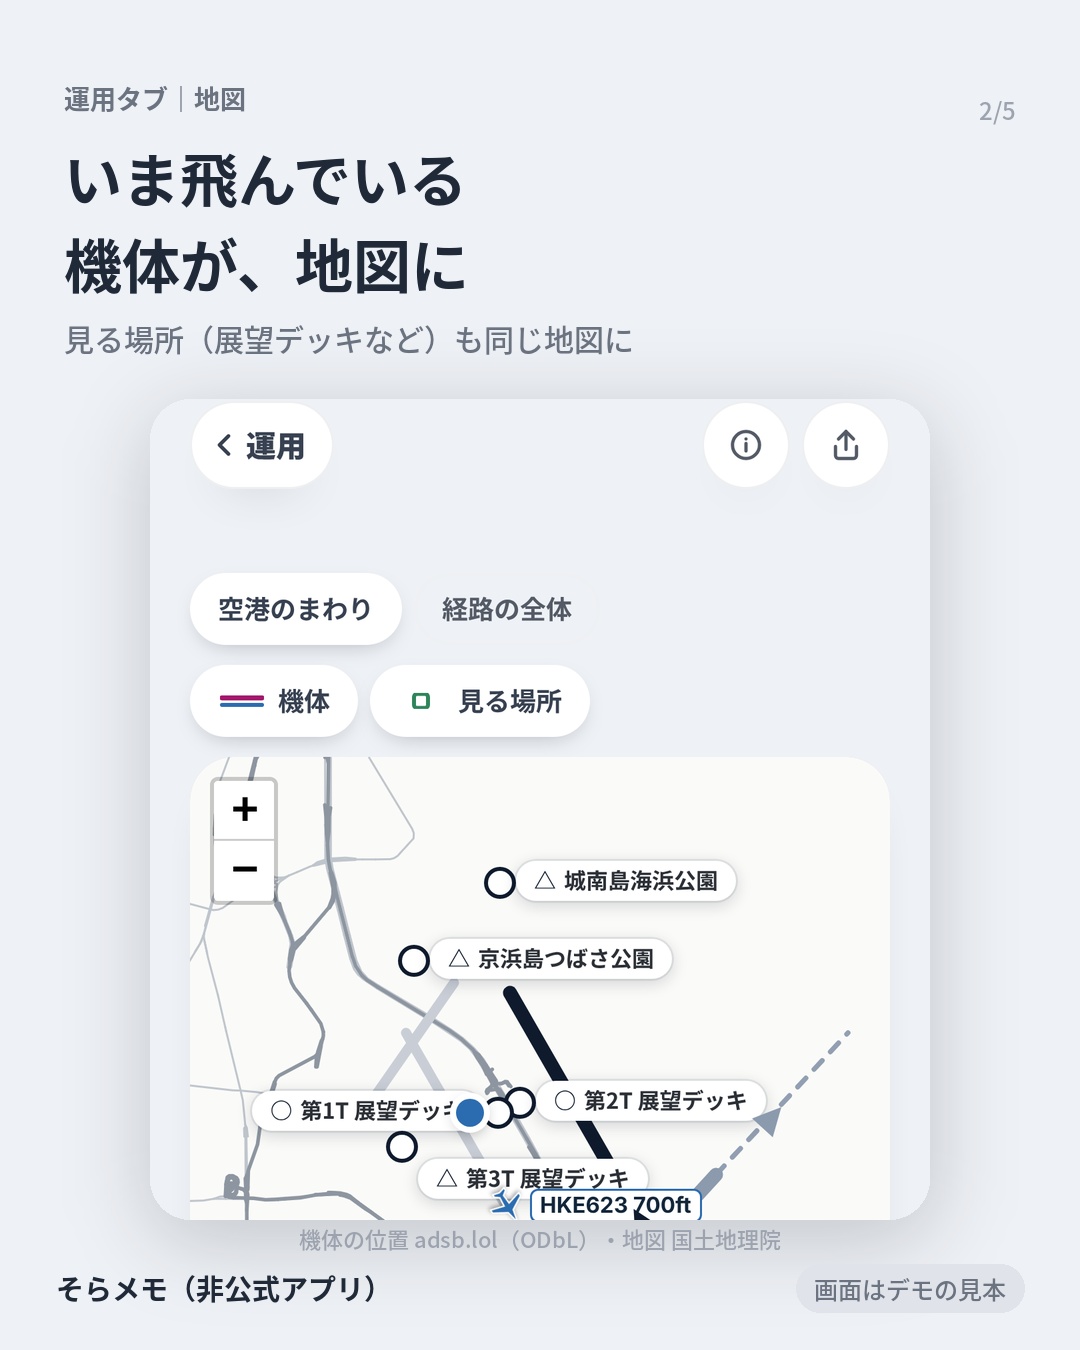 運用タブ｜地図
2/5
いま飛んでいる
機体が、地図に
見る場所（展望デッキなど）も同じ地図に
運用
空港のまわり
経路の全体
機体
見る場所
+
−
△ 城南島海浜公園
△ 京浜島つばさ公園
○ 第2T 展望デッキ
○ 第1T 展望デッキ
△ 第3T 展望デッキ
HKE623 700ft
機体の位置 adsb.lol（ODbL）・地図 国土地理院
そらメモ（非公式アプリ）
画面はデモの見本